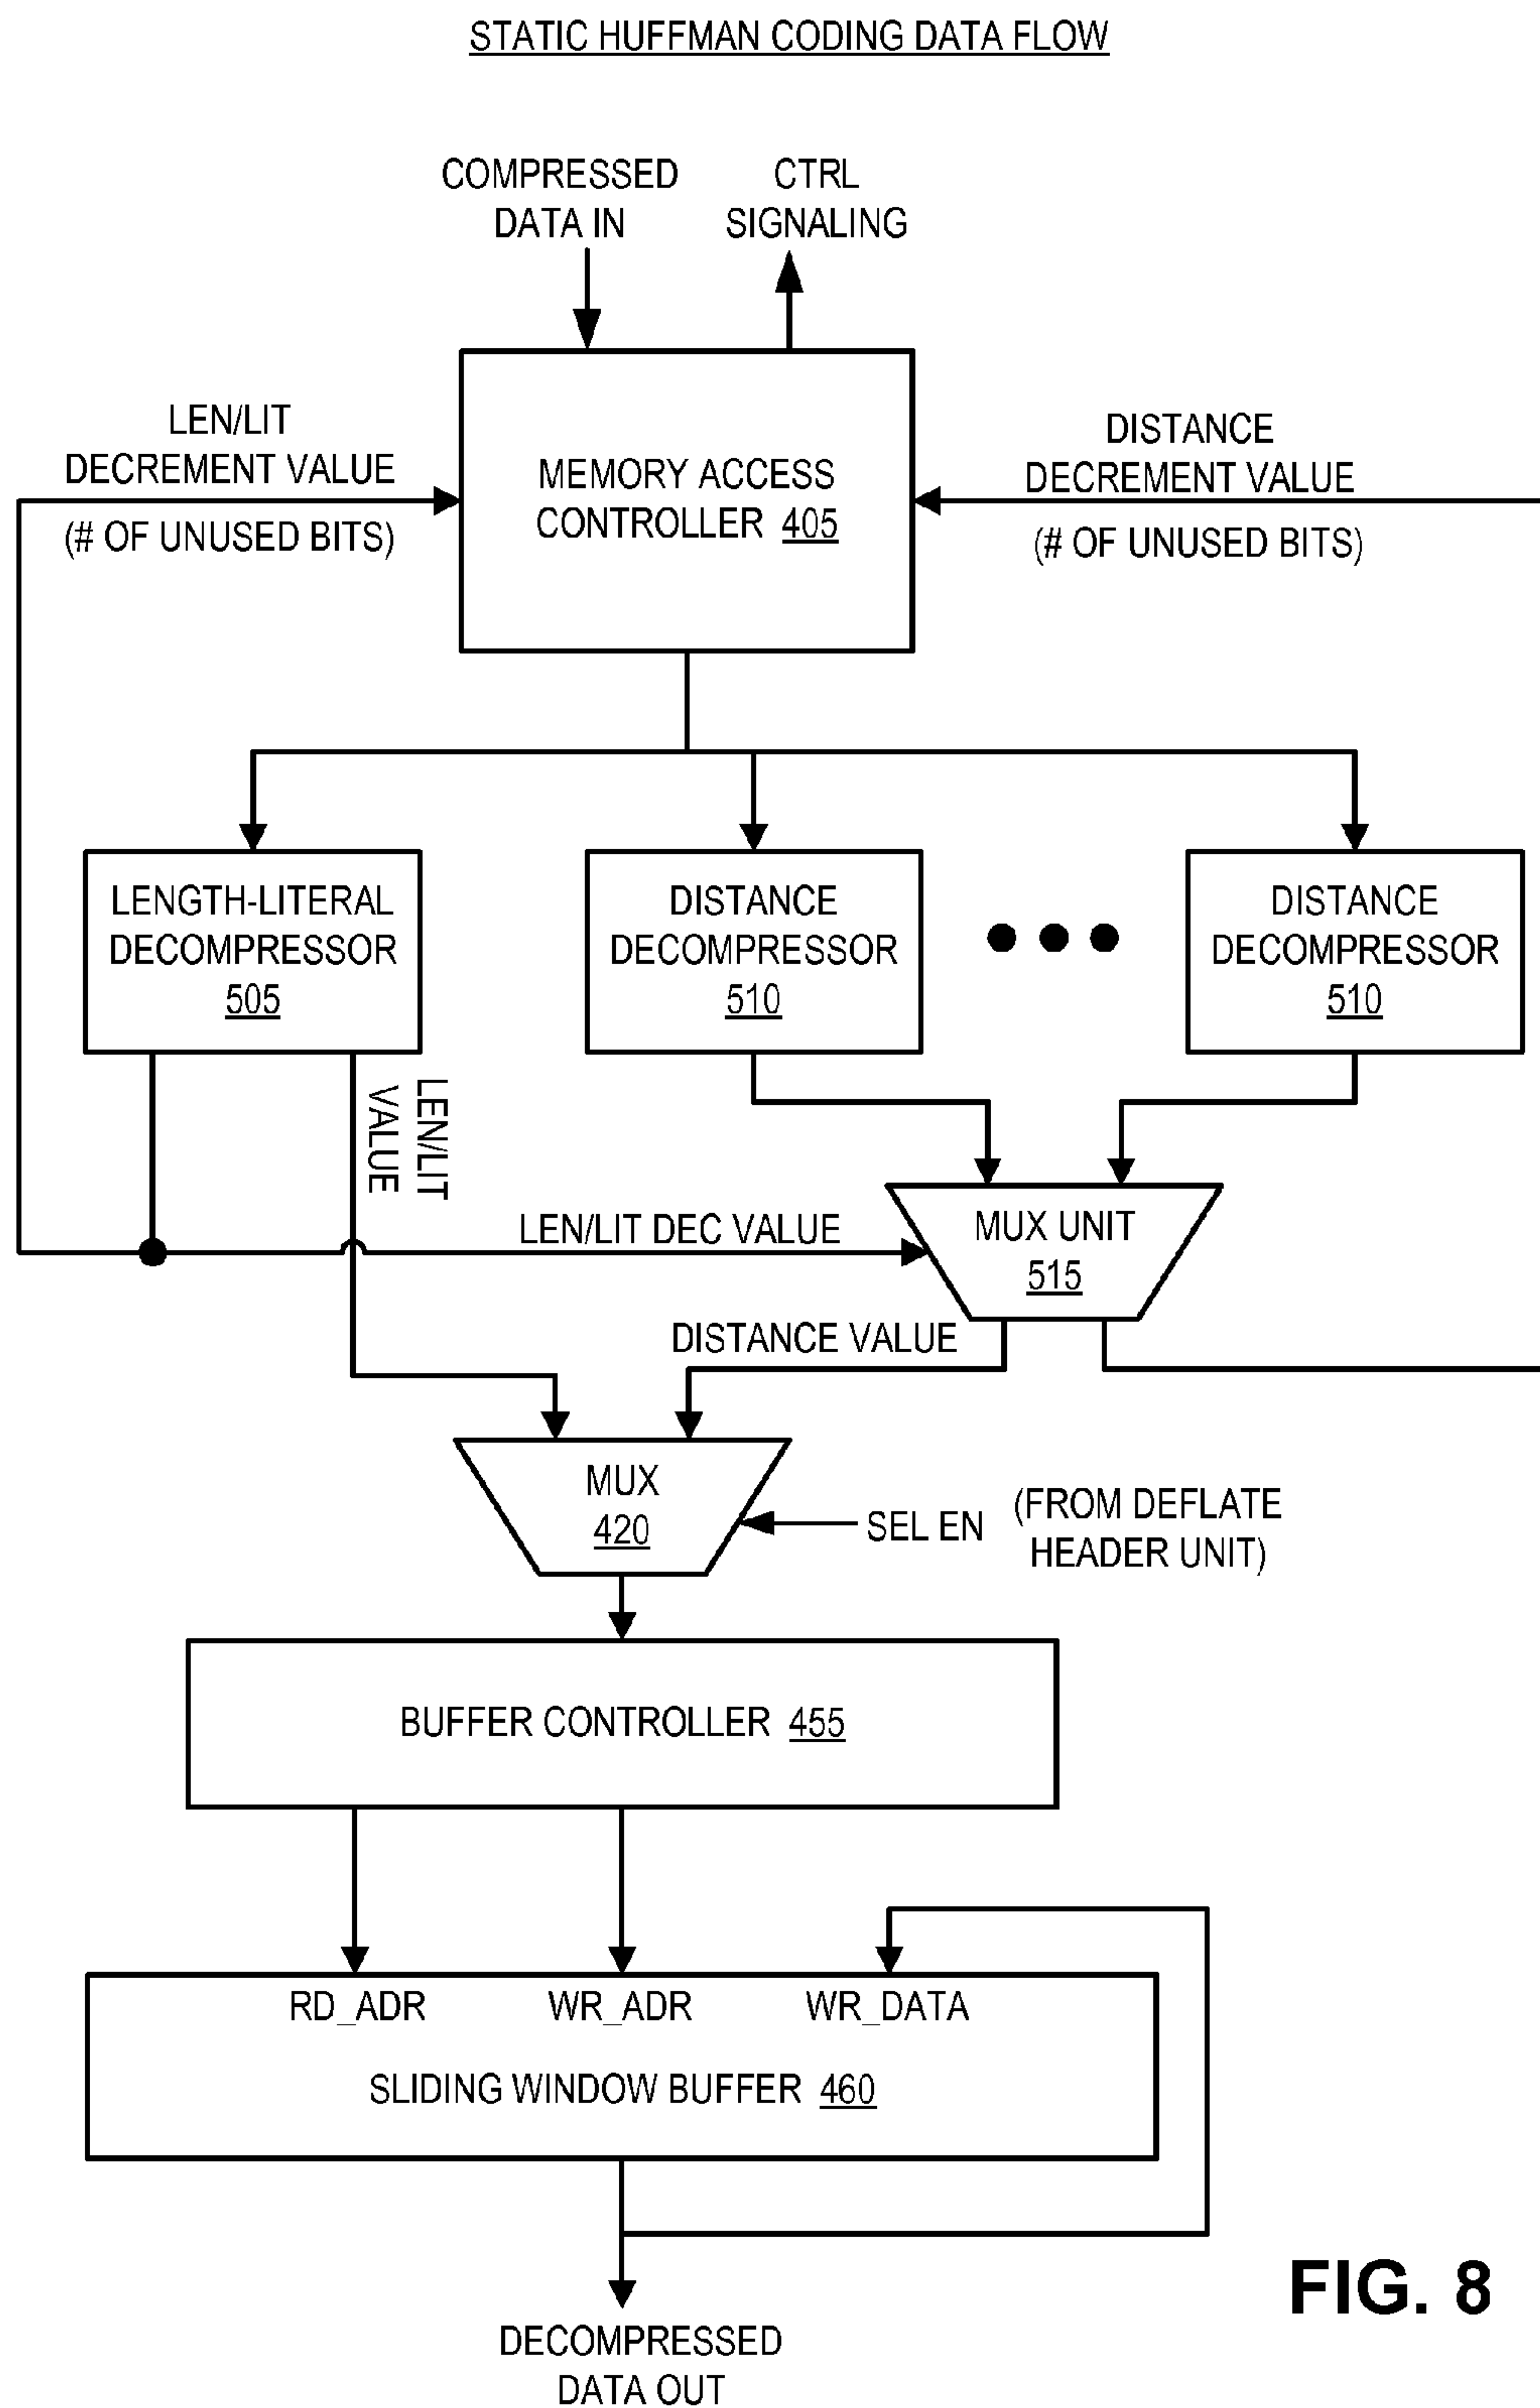 STATIC HUFFMAN CODING DATA FLOW
COMPRESSED
DATA IN
CTRL
SIGNALING
LEN/LIT
DECREMENT VALUE
(# OF UNUSED BITS)
MEMORY ACCESS
CONTROLLER 405
DISTANCE
DECREMENT VALUE
(# OF UNUSED BITS)
LENGTH-LITERAL
DECOMPRESSOR
505
DISTANCE
DECOMPRESSOR
510
DISTANCE
DECOMPRESSOR
510
LEN/LIT
VALUE
LEN/LIT DEC VALUE
MUX UNIT
515
DISTANCE VALUE
MUX
420
SEL EN
(FROM DEFLATE
HEADER UNIT)
BUFFER CONTROLLER 455
RD_ADR
WR_ADR
WR_DATA
SLIDING WINDOW BUFFER 460
DECOMPRESSED
DATA OUT
FIG. 8